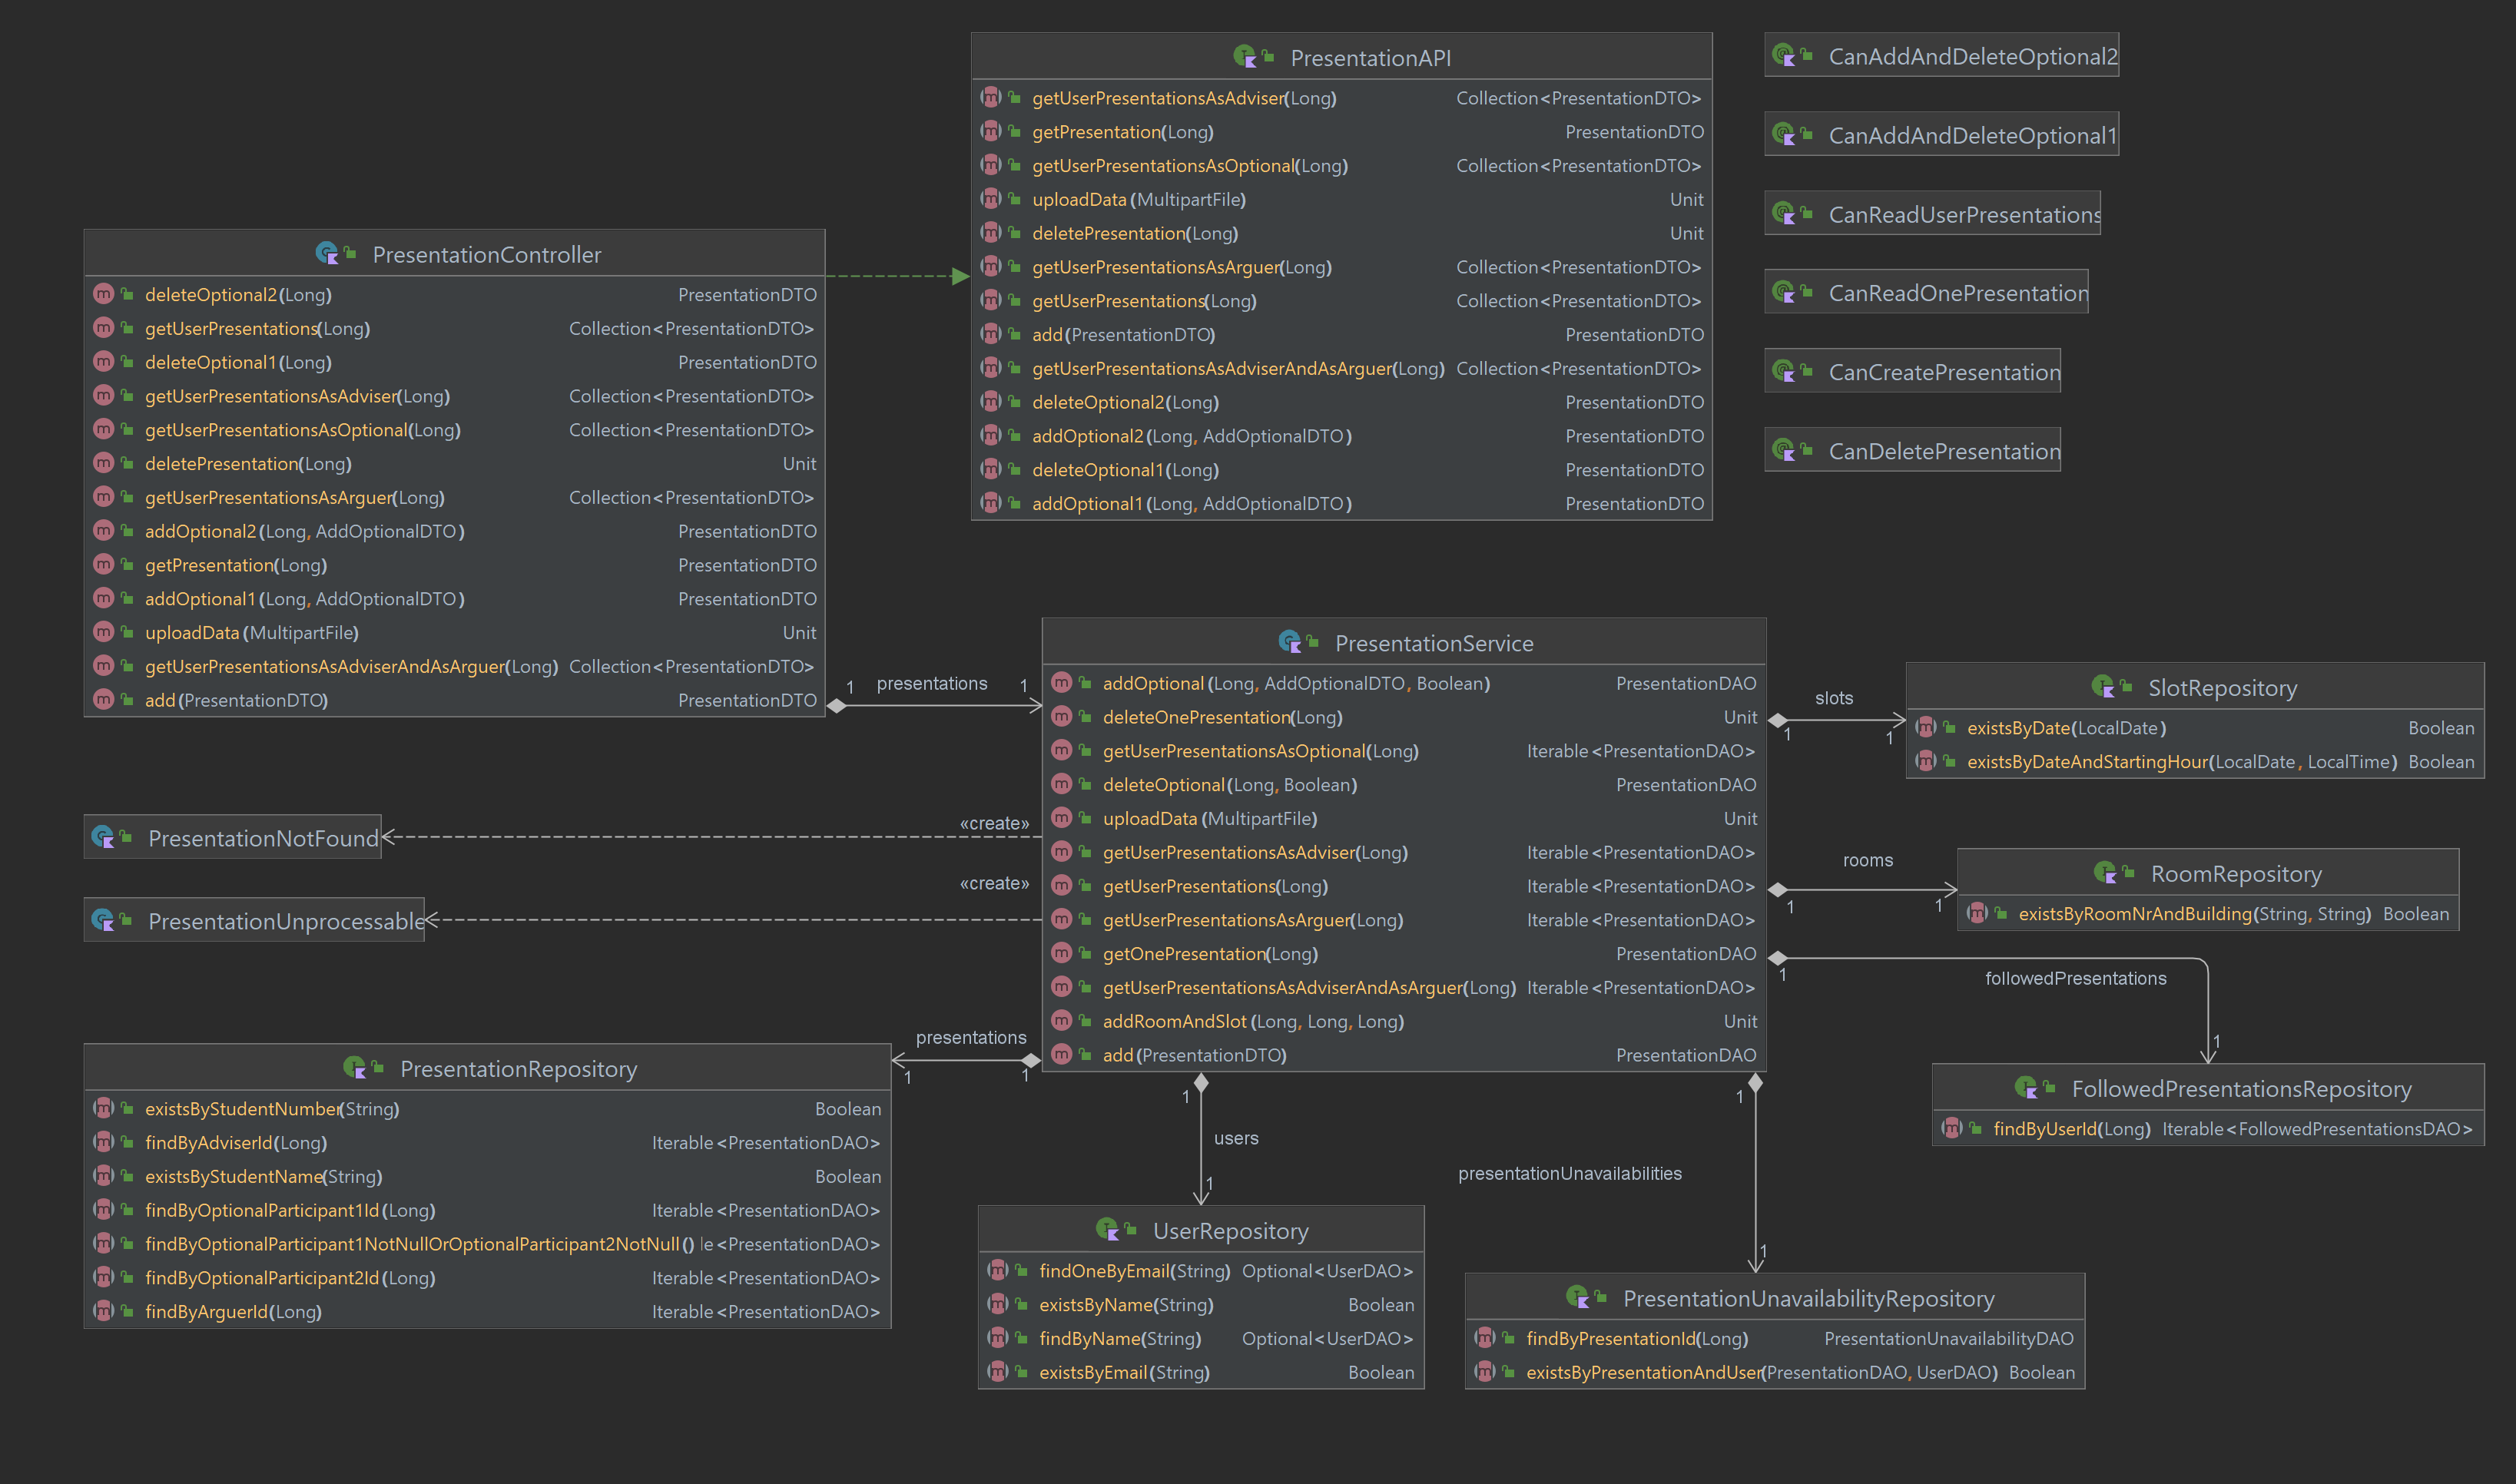 PresentationAPI
getUserPresentationsAsAdviser(Long) Collection<PresentationDTO>
getPresentation(Long) PresentationDTO
getUserPresentationsAsOptional(Long) Collection<PresentationDTO>
uploadData(MultipartFile) Unit
deletePresentation(Long) Unit
getUserPresentationsAsArguer(Long) Collection<PresentationDTO>
getUserPresentations(Long) Collection<PresentationDTO>
add(PresentationDTO) PresentationDTO
getUserPresentationsAsAdviserAndAsArguer(Long) Collection<PresentationDTO>
deleteOptional2(Long) PresentationDTO
addOptional2(Long, AddOptionalDTO) PresentationDTO
deleteOptional1(Long) PresentationDTO
addOptional1(Long, AddOptionalDTO) PresentationDTO
CanAddAndDeleteOptional2
CanAddAndDeleteOptional1
CanReadUserPresentations
CanReadOnePresentation
CanCreatePresentation
CanDeletePresentation
PresentationController
deleteOptional2(Long) PresentationDTO
getUserPresentations(Long) Collection<PresentationDTO>
deleteOptional1(Long) PresentationDTO
getUserPresentationsAsAdviser(Long) Collection<PresentationDTO>
getUserPresentationsAsOptional(Long) Collection<PresentationDTO>
deletePresentation(Long) Unit
getUserPresentationsAsArguer(Long) Collection<PresentationDTO>
addOptional2(Long, AddOptionalDTO) PresentationDTO
getPresentation(Long) PresentationDTO
addOptional1(Long, AddOptionalDTO) PresentationDTO
uploadData(MultipartFile) Unit
getUserPresentationsAsAdviserAndAsArguer(Long) Collection<PresentationDTO>
add(PresentationDTO) PresentationDTO
1 presentations 1
PresentationService
addOptional(Long, AddOptionalDTO, Boolean) PresentationDAO
deleteOnePresentation(Long) Unit
getUserPresentationsAsOptional(Long) Iterable<PresentationDAO>
deleteOptional(Long, Boolean) PresentationDAO
uploadData(MultipartFile) Unit
getUserPresentationsAsAdviser(Long) Iterable<PresentationDAO>
getUserPresentations(Long) Iterable<PresentationDAO>
getUserPresentationsAsArguer(Long) Iterable<PresentationDAO>
getOnePresentation(Long) PresentationDAO
getUserPresentationsAsAdviserAndAsArguer(Long) Iterable<PresentationDAO>
addRoomAndSlot(Long, Long, Long) Unit
add(PresentationDTO) PresentationDAO
slots
1 1
SlotRepository
existsByDate(LocalDate) Boolean
existsByDateAndStartingHour(LocalDate, LocalTime) Boolean
«create»
PresentationNotFound
«create»
PresentationUnprocessable
rooms
1 1
RoomRepository
existsByRoomNrAndBuilding(String, String) Boolean
1
followedPresentations
1
FollowedPresentationsRepository
findByUserId(Long) Iterable<FollowedPresentationsDAO>
presentations
1 1
PresentationRepository
existsByStudentNumber(String) Boolean
findByAdviserId(Long) Iterable<PresentationDAO>
existsByStudentName(String) Boolean
findByOptionalParticipant1Id(Long) Iterable<PresentationDAO>
findByOptionalParticipant1NotNullOrOptionalParticipant2NotNull() le<PresentationDAO>
findByOptionalParticipant2Id(Long) Iterable<PresentationDAO>
findByArguerId(Long) Iterable<PresentationDAO>
1
users
1
UserRepository
findOneByEmail(String) Optional<UserDAO>
existsByName(String) Boolean
findByName(String) Optional<UserDAO>
existsByEmail(String) Boolean
1
presentationUnavailabilities
1
PresentationUnavailabilityRepository
findByPresentationId(Long) PresentationUnavailabilityDAO
existsByPresentationAndUser(PresentationDAO, UserDAO) Boolean